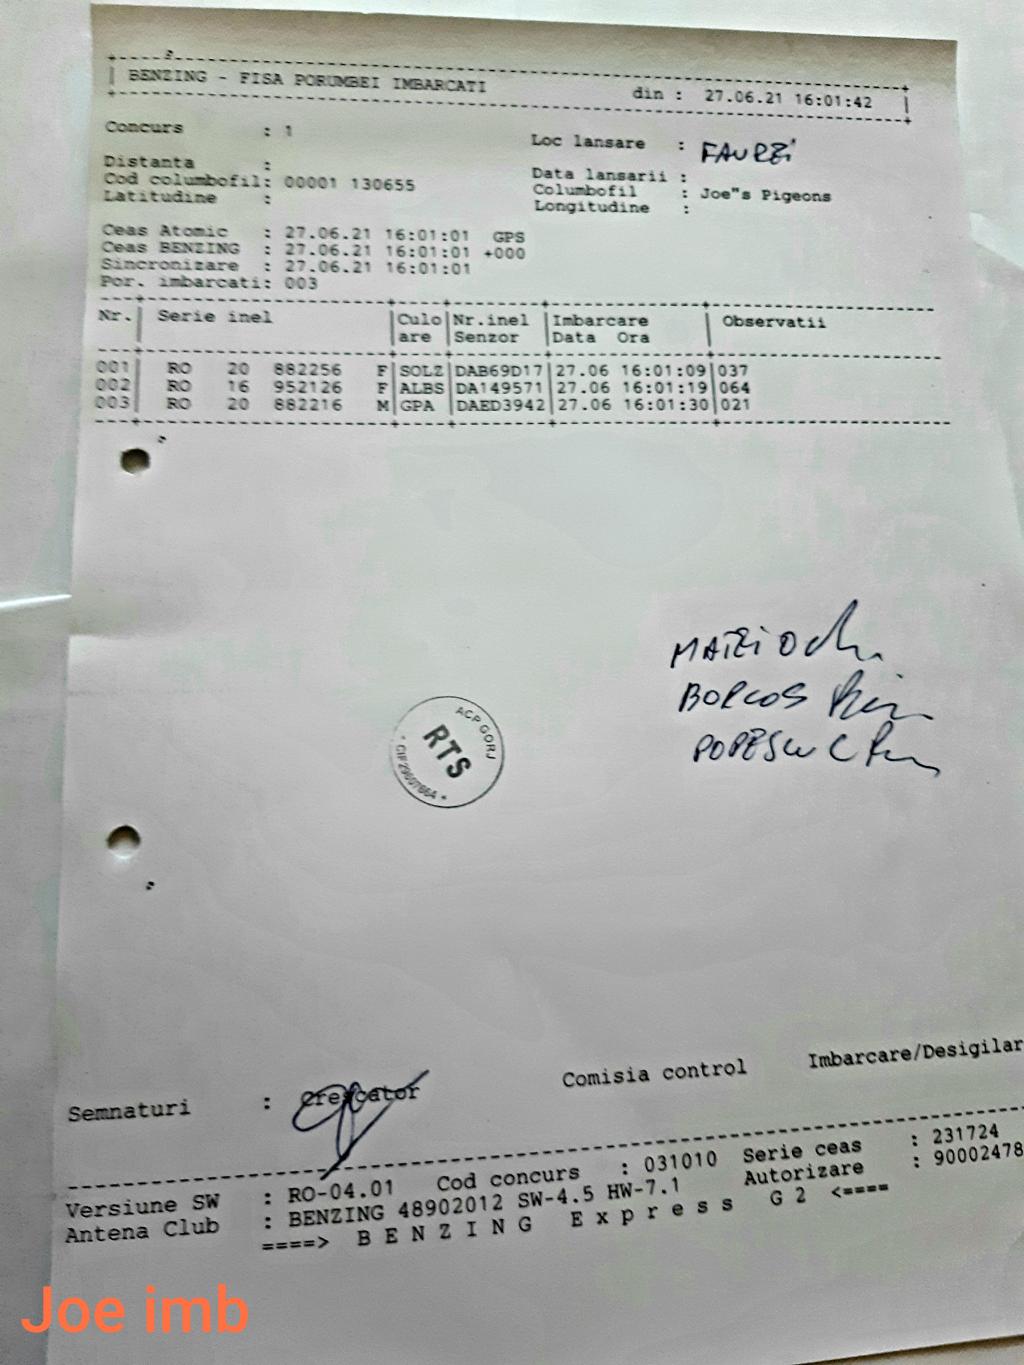 BENZING - FISA PORUMBEI IMBARCATI din : 27.06.21 16:01:42
Concurs : 1
Loc lansare : FAUREI
Distanta :
Data lansarii :
Cod columbofil: 00001 130655
Columbofil : Joe"s Pigeons
Latitudine :
Longitudine :
Ceas Atomic : 27.06.21 16:01:01 GPS
Ceas BENZING : 27.06.21 16:01:01 +000
Sincronizare : 27.06.21 16:01:01
Por. imbarcati: 003
Nr. Serie inel Culo Nr.inel Imbarcare Observatii
are Senzor Data Ora
001 RO 20 882256 F SOLZ DAB69D17 27.06 16:01:09 037
002 RO 16 952126 F ALBS DA149571 27.06 16:01:19 064
003 RO 20 882216 M GPA DAED3942 27.06 16:01:30 021
MATEI
BORCOS
POPESCU C
ACP GORJ
RTS
Comisia control Imbarcare/Desigilar
Semnaturi : Crescator
Versiune SW : RO-04.01 Cod concurs : 031010 Serie ceas : 231724
Antena Club : BENZING 48902012 SW-4.5 HW-7.1 Autorizare : 90002478
====> B E N Z I N G E x p r e s s G 2 <====
Joe imb